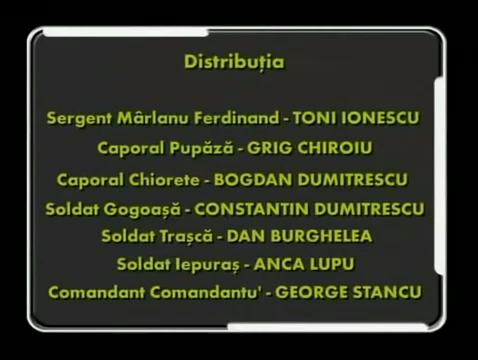 Distribuția
Sergent Mârlanu Ferdinand - TONI IONESCU
Caporal Pupăză - GRIG CHIROIU
Caporal Chiorete - BOGDAN DUMITRESCU
Soldat Gogoașă - CONSTANTIN DUMITRESCU
Soldat Trașcă - DAN BURGHELEA
Soldat Iepuraș - ANCA LUPU
Comandant Comandantu' - GEORGE STANCU